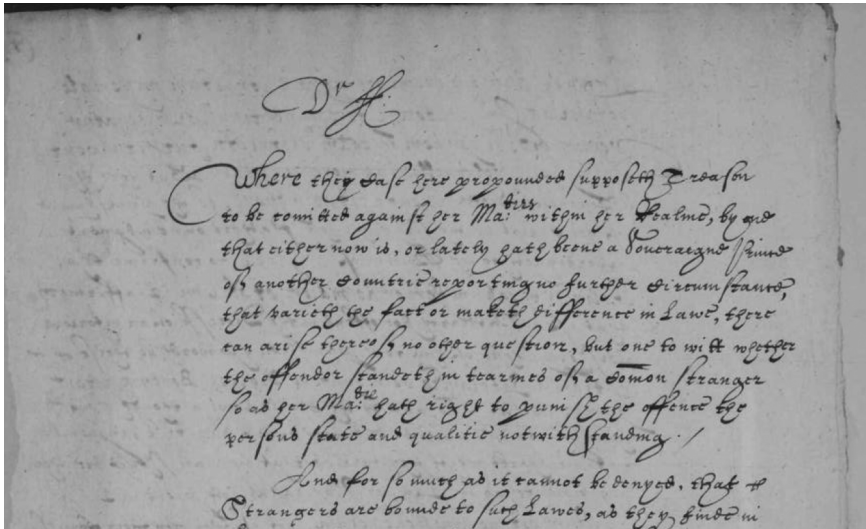 Dr ff:
Where they case here propounded supposeth Treason
to be comitted against her Ma:ties within her Realme, by one
that either now is, or lately hath beene a Soueraigne Prince
of another Countrie reporting no further Circumstance,
that varieth the fact or maketh difference in Lawe, there
can arise thereof no other question, but one to witt whether
the offendor standeth in tearmes of a Comon stranger
so as her Ma:tie hath right to punish the offence the
persons state and qualitie notwithstanding /
And for so much as it cannot be denyed, that
Strangers are bounde to such Lawes, as they finde in